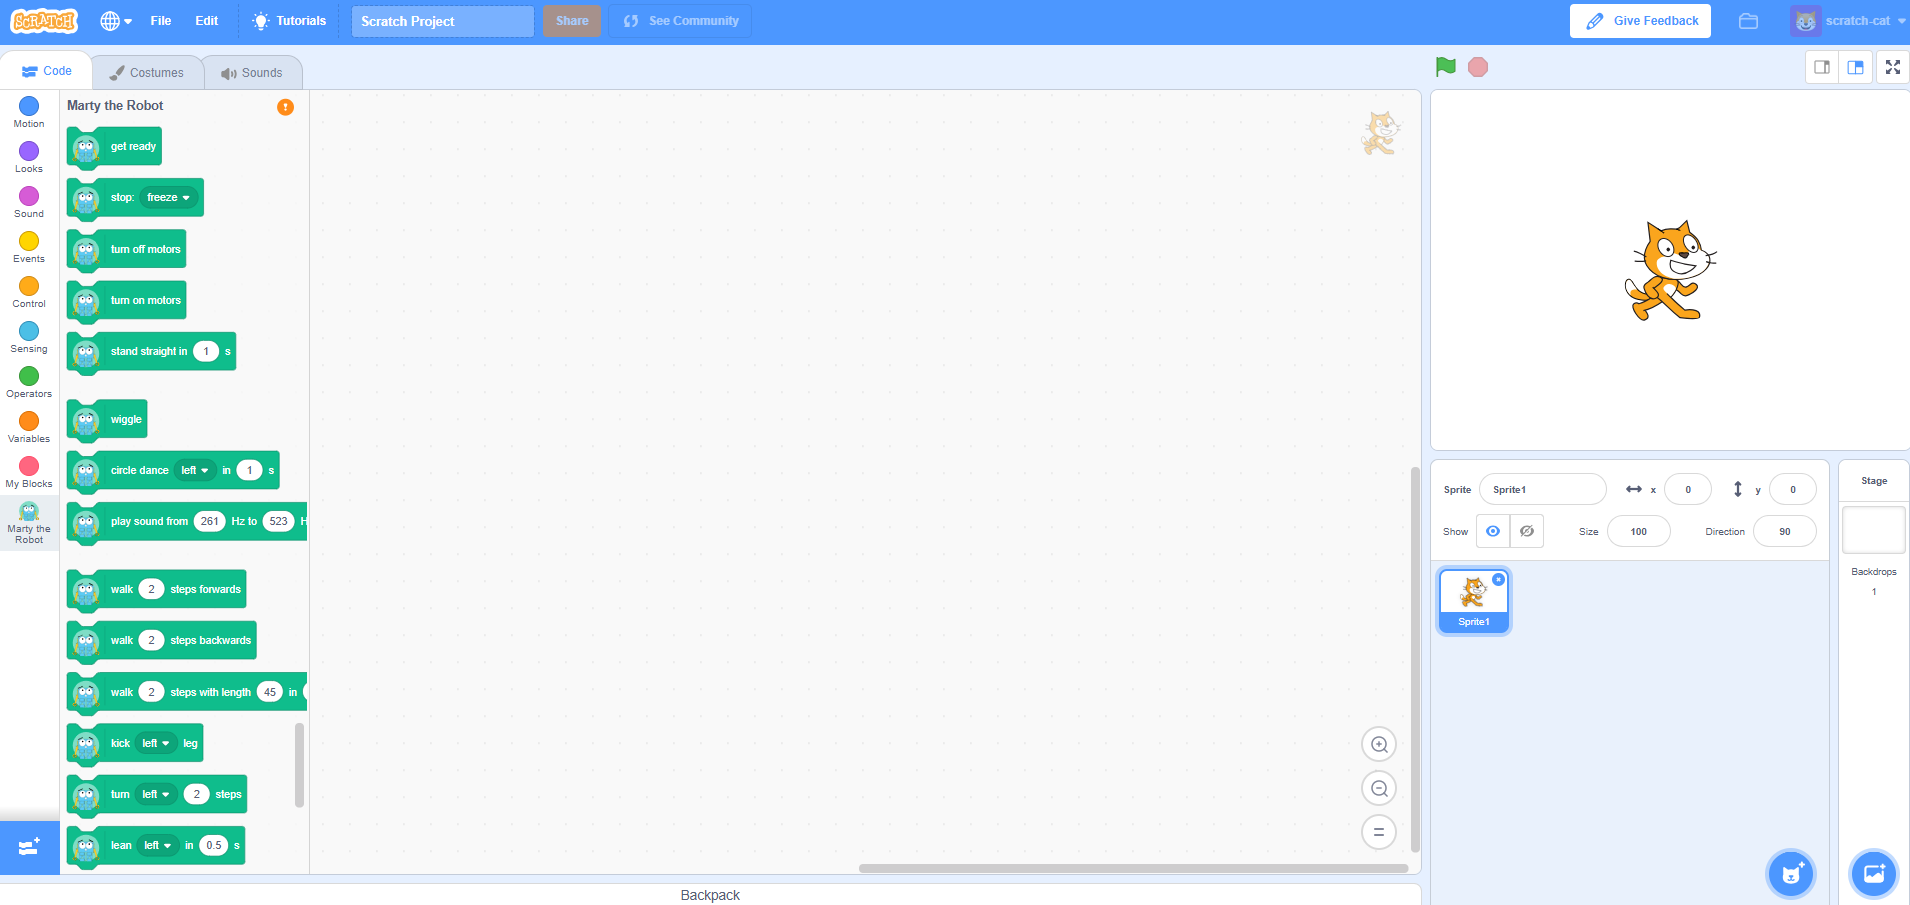 SCRATCH File Edit Tutorials Scratch Project Share See Community Give Feedback scratch-cat
Code Costumes Sounds
Motion
Looks
Sound
Events
Control
Sensing
Operators
Variables
My Blocks
Marty the
Robot
Marty the Robot
get ready
stop: freeze
turn off motors
turn on motors
stand straight in 1 s
wiggle
circle dance left in 1 s
play sound from 261 Hz to 523 H
walk 2 steps forwards
walk 2 steps backwards
walk 2 steps with length 45 in
kick left leg
turn left 2 steps
lean left in 0.5 s
Backpack
Sprite Sprite1 x 0 y 0
Show Size 100 Direction 90
Sprite1
Stage
Backdrops
1